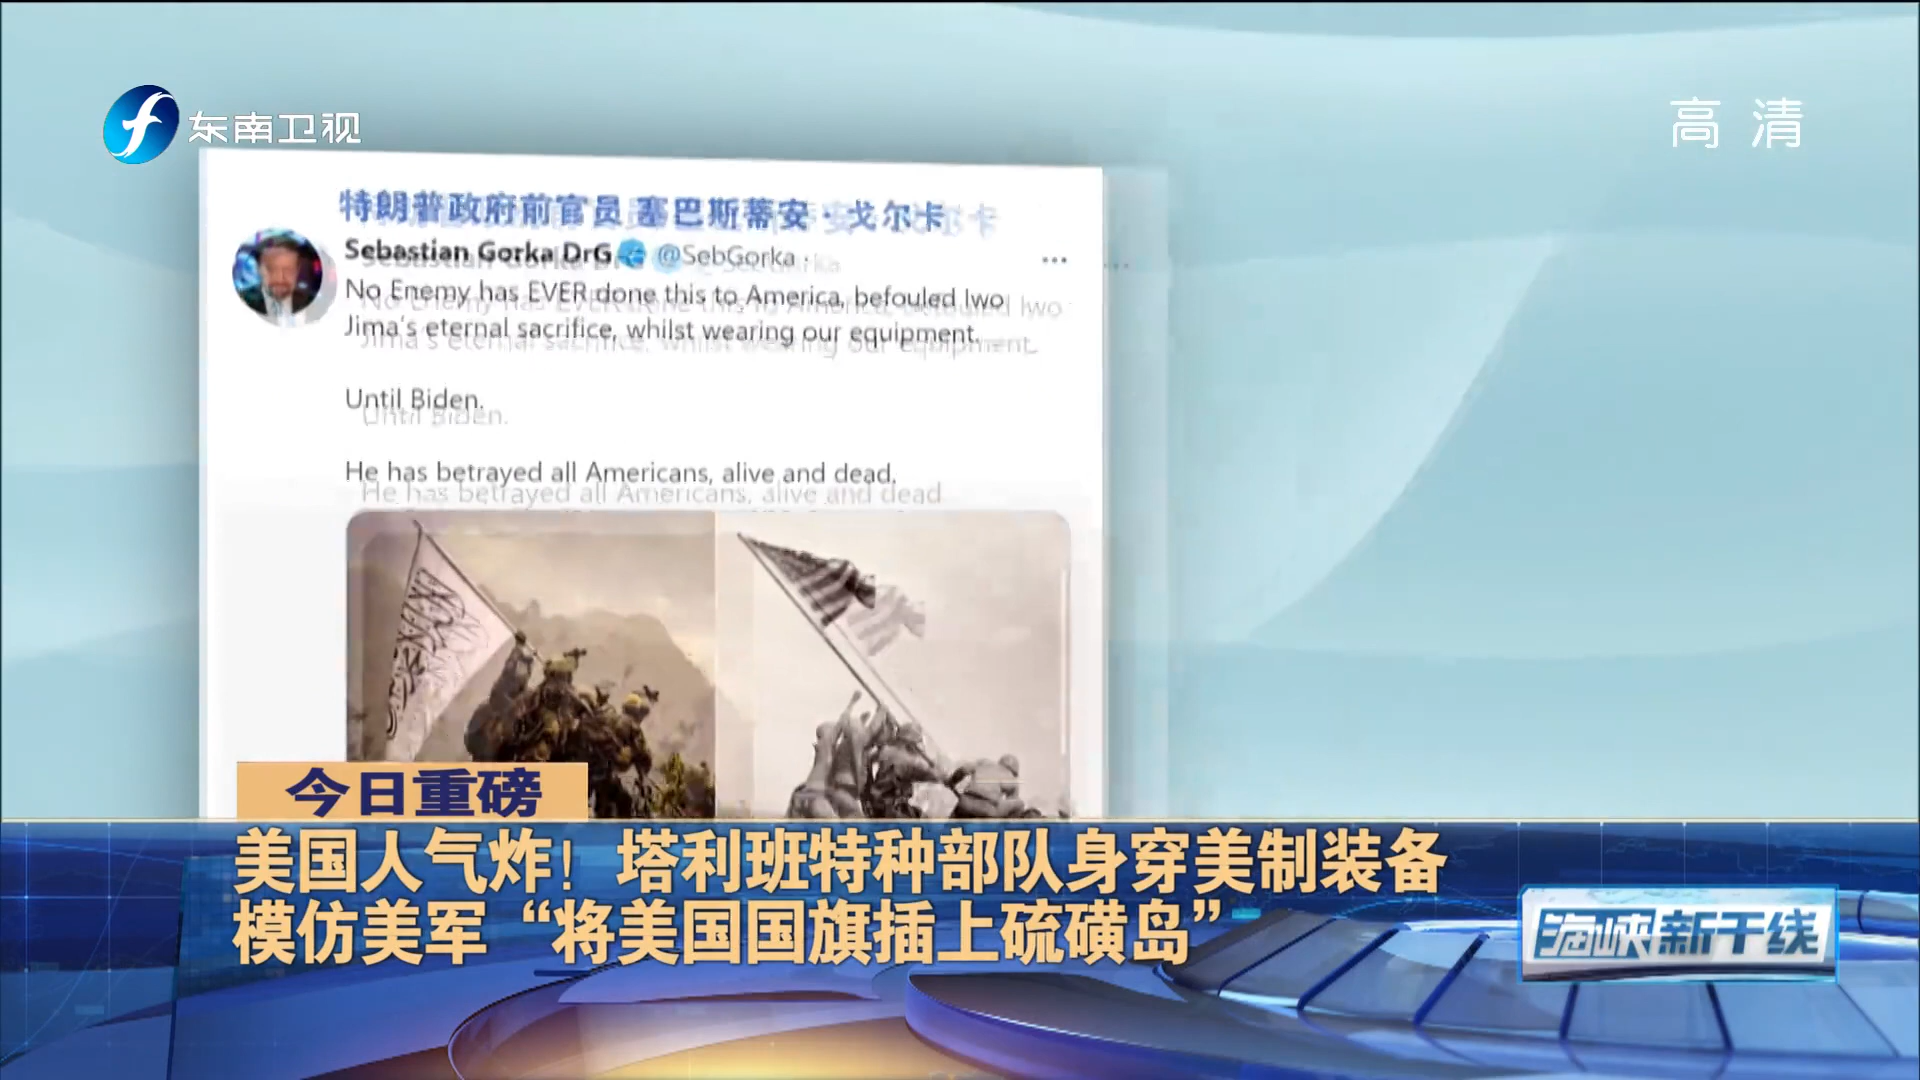 东南卫视
高清
特朗普政府前官员 塞巴斯蒂安·戈尔卡
Sebastian Gorka DrG @SebGorka ·
No Enemy has EVER done this to America, befouled Iwo
Jima's eternal sacrifice, whilst wearing our equipment.
Until Biden.
He has betrayed all Americans, alive and dead.
今日重磅
美国人气炸！塔利班特种部队身穿美制装备
模仿美军“将美国国旗插上硫磺岛”
海峡新干线